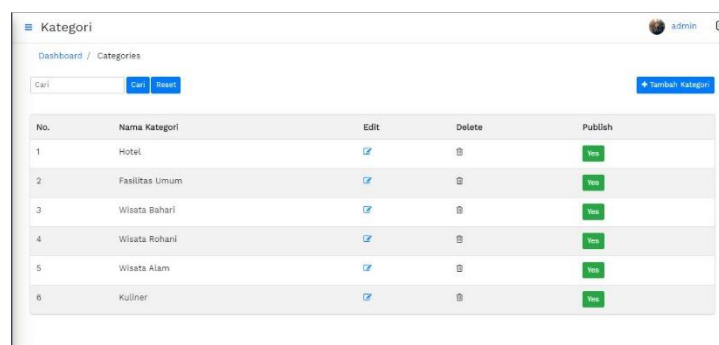 Kategori admin
Dashboard / Categories
Cari Cari Reset Tambah Kategori
No. Nama Kategori Edit Delete Publish
1 Hotel Yes
2 Fasilitas Umum Yes
3 Wisata Bahari Yes
4 Wisata Rohani Yes
5 Wisata Alam Yes
6 Kuliner Yes